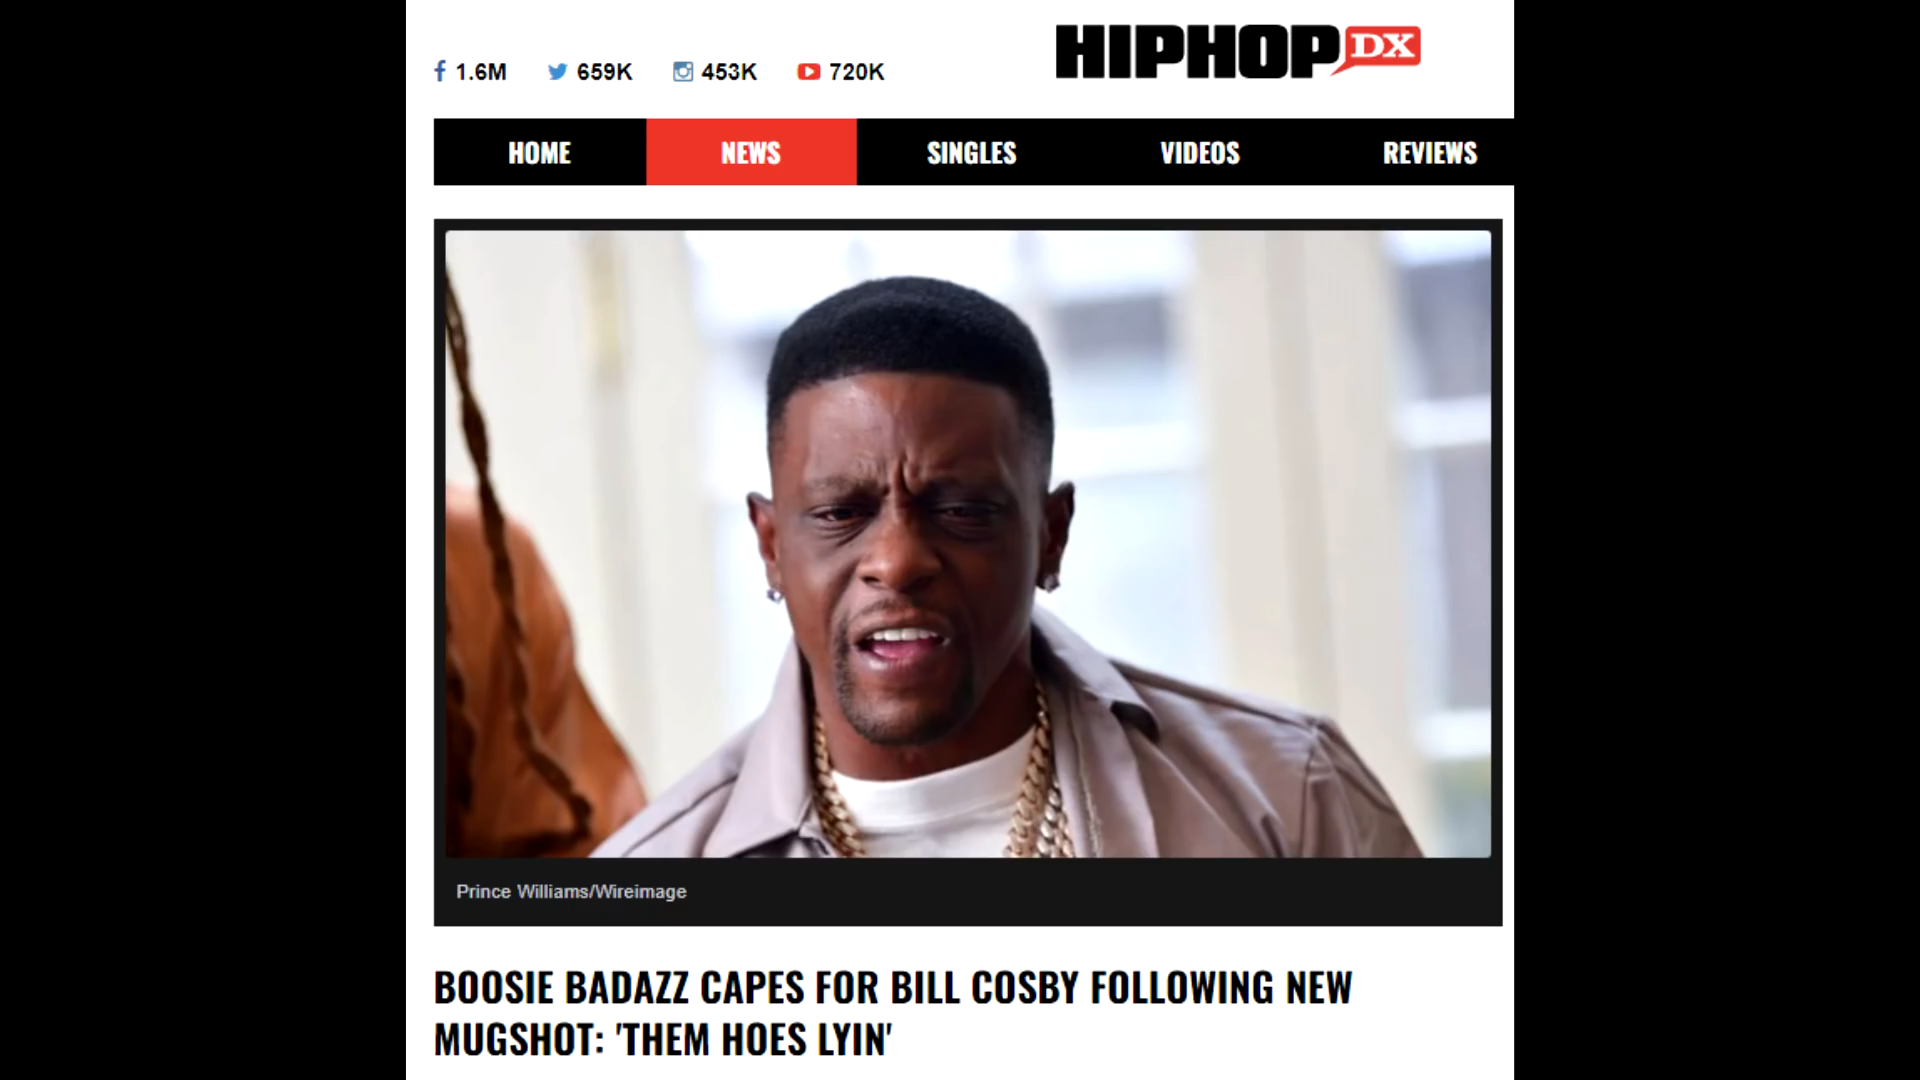 1.6M 659K 453K 720K
HIPHOPDX
HOME NEWS SINGLES VIDEOS REVIEWS
Prince Williams/Wireimage
BOOSIE BADAZZ CAPES FOR BILL COSBY FOLLOWING NEW
MUGSHOT: 'THEM HOES LYIN'